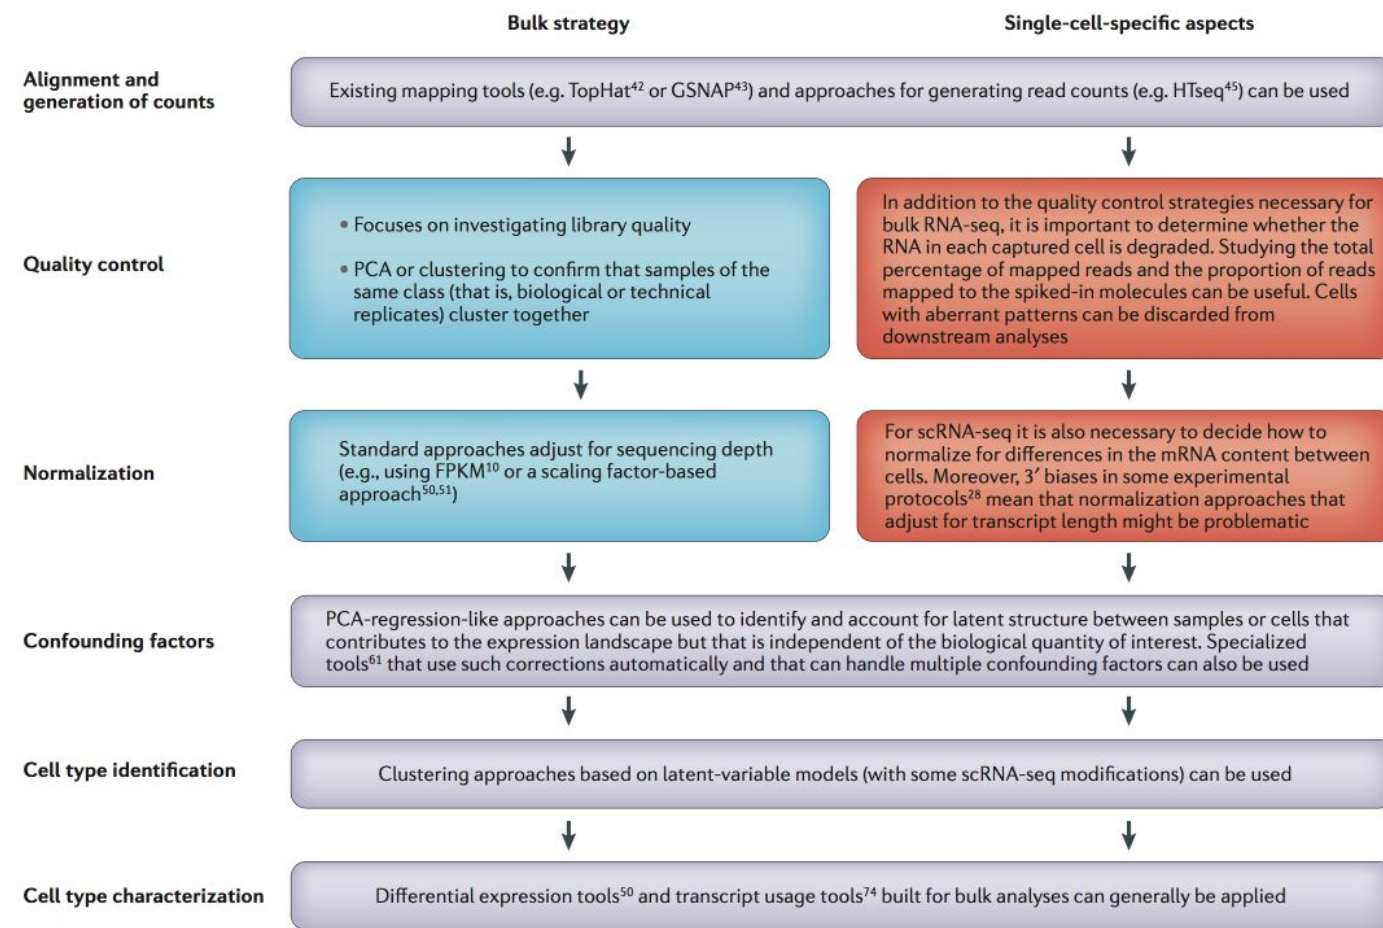 Bulk strategy
Single-cell-specific aspects
Alignment and
generation of counts
Existing mapping tools (e.g. TopHat⁴² or GSNAP⁴³) and approaches for generating read counts (e.g. HTseq⁴⁵) can be used
Quality control
• Focuses on investigating library quality
• PCA or clustering to confirm that samples of the
same class (that is, biological or technical
replicates) cluster together
In addition to the quality control strategies necessary for
bulk RNA-seq, it is important to determine whether the
RNA in each captured cell is degraded. Studying the total
percentage of mapped reads and the proportion of reads
mapped to the spiked-in molecules can be useful. Cells
with aberrant patterns can be discarded from
downstream analyses
Normalization
Standard approaches adjust for sequencing depth
(e.g., using FPKM¹⁰ or a scaling factor-based
approach⁵⁰,⁵¹)
For scRNA-seq it is also necessary to decide how to
normalize for differences in the mRNA content between
cells. Moreover, 3′ biases in some experimental
protocols²⁸ mean that normalization approaches that
adjust for transcript length might be problematic
Confounding factors
PCA-regression-like approaches can be used to identify and account for latent structure between samples or cells that
contributes to the expression landscape but that is independent of the biological quantity of interest. Specialized
tools⁶¹ that use such corrections automatically and that can handle multiple confounding factors can also be used
Cell type identification
Clustering approaches based on latent-variable models (with some scRNA-seq modifications) can be used
Cell type characterization
Differential expression tools⁵⁰ and transcript usage tools⁷⁴ built for bulk analyses can generally be applied